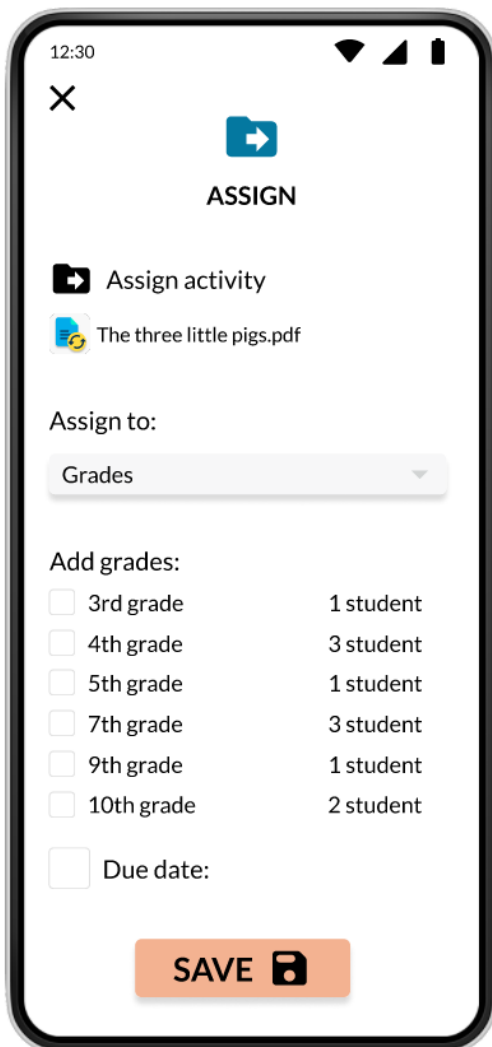 12:30
ASSIGN
Assign activity
The three little pigs.pdf
Assign to:
Grades
Add grades:
3rd grade 1 student
4th grade 3 student
5th grade 1 student
7th grade 3 student
9th grade 1 student
10th grade 2 student
Due date:
SAVE